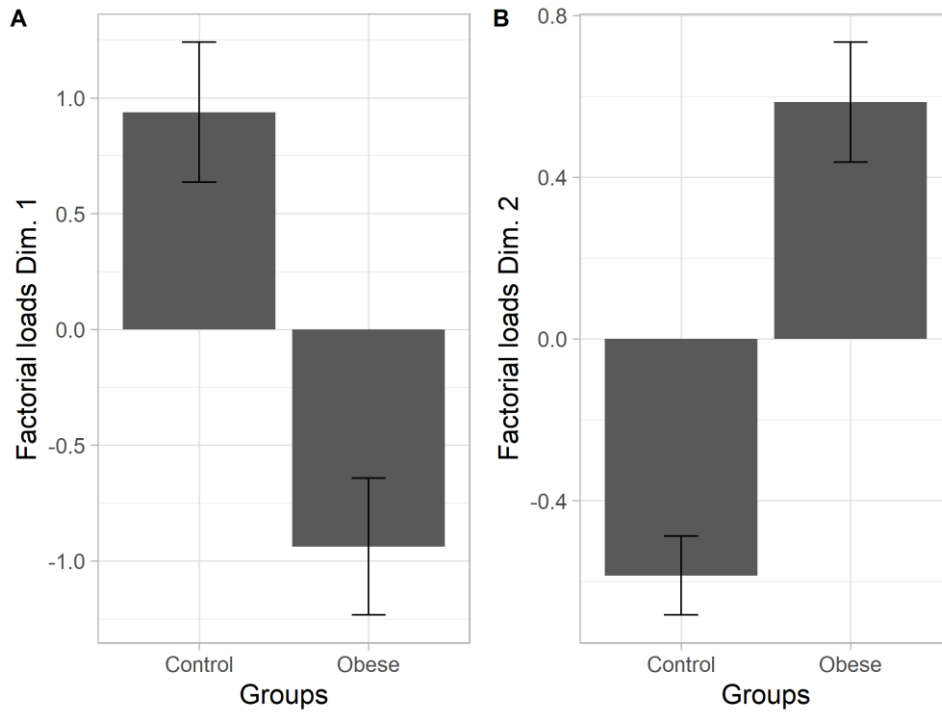 A
Factorial loads Dim. 1
1.0
0.5
0.0
-0.5
-1.0
Control
Obese
Groups
B
Factorial loads Dim. 2
0.8
0.4
0.0
-0.4
Control
Obese
Groups